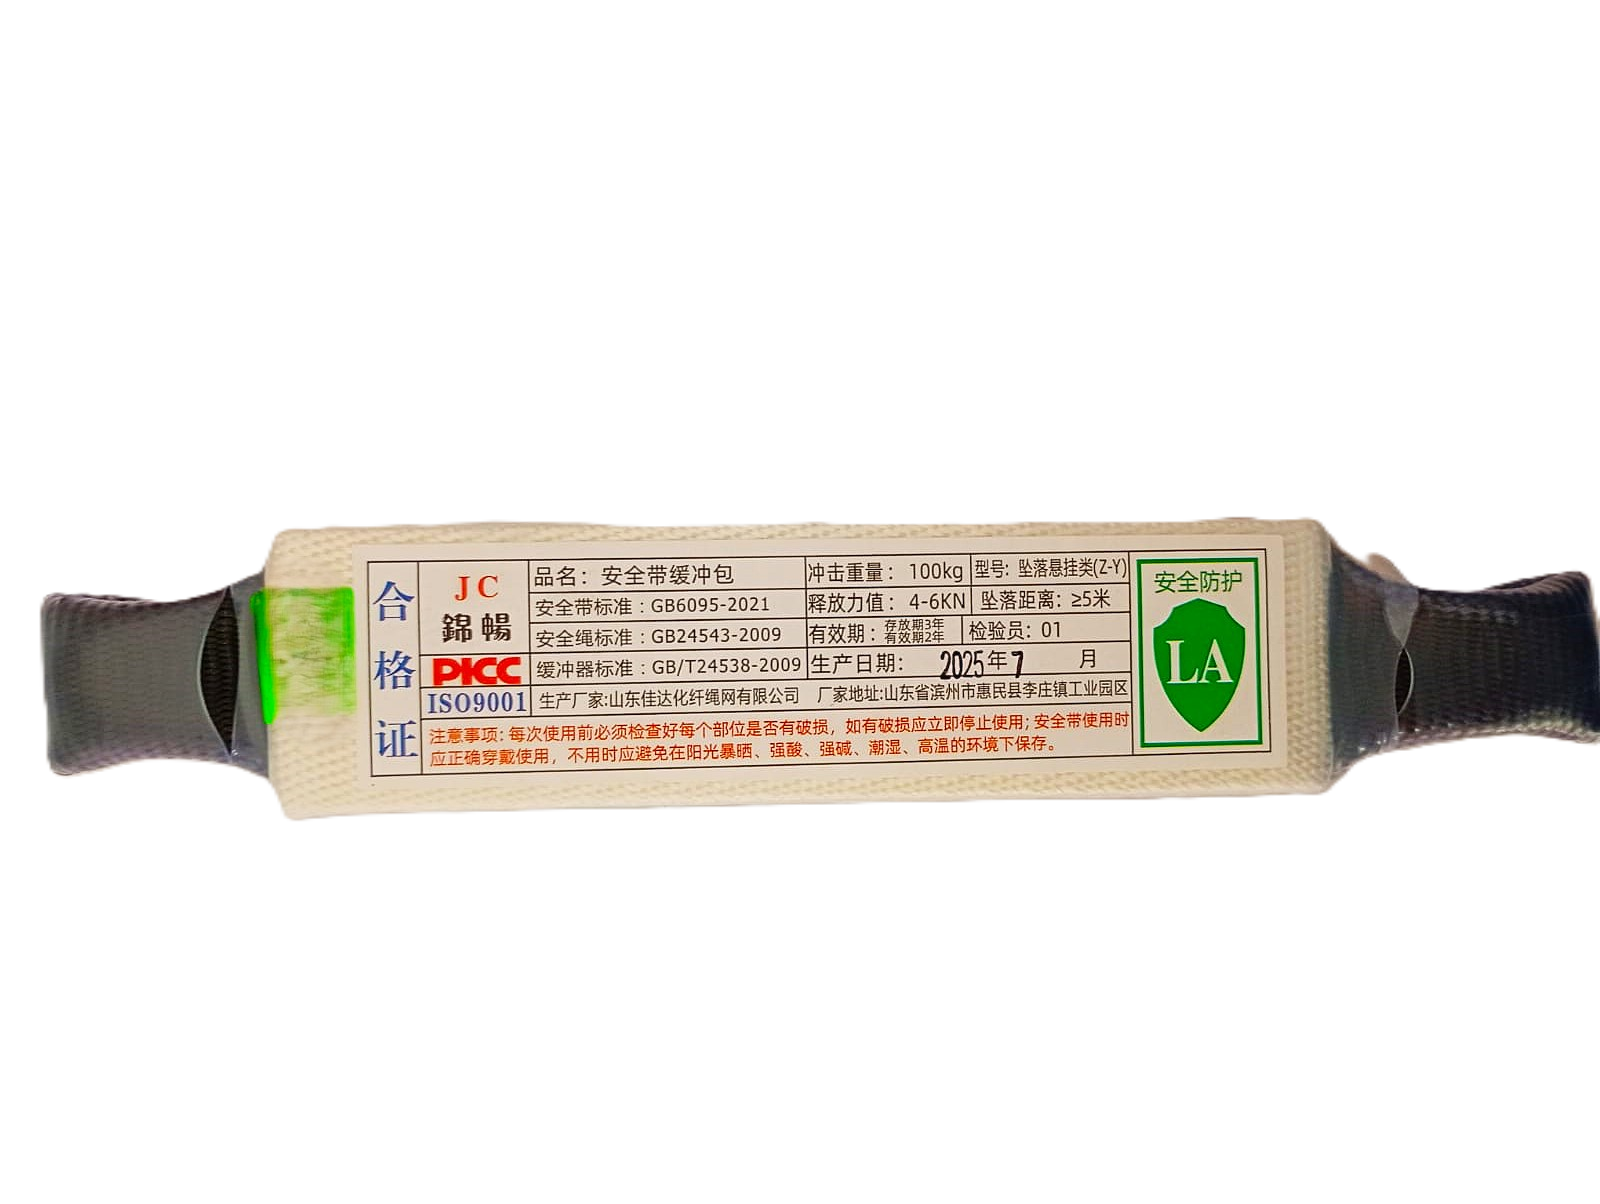 合格证
JC
錦暢
PICC
ISO9001
品名：安全带缓冲包
冲击重量：100kg
型号：坠落悬挂类(Z-Y)
安全带标准：GB6095-2021
释放力值：4-6KN
坠落距离：≥5米
安全绳标准：GB24543-2009
有效期：存放期3年
有效期2年
检验员：01
缓冲器标准：GB/T24538-2009
生产日期：2025年7月
生产厂家:山东佳达化纤绳网有限公司
厂家地址:山东省滨州市惠民县李庄镇工业园区
注意事项:每次使用前必须检查好每个部位是否有破损，如有破损应立即停止使用;安全带使用时
应正确穿戴使用，不用时应避免在阳光暴晒、强酸、强碱、潮湿、高温的环境下保存。
安全防护
LA